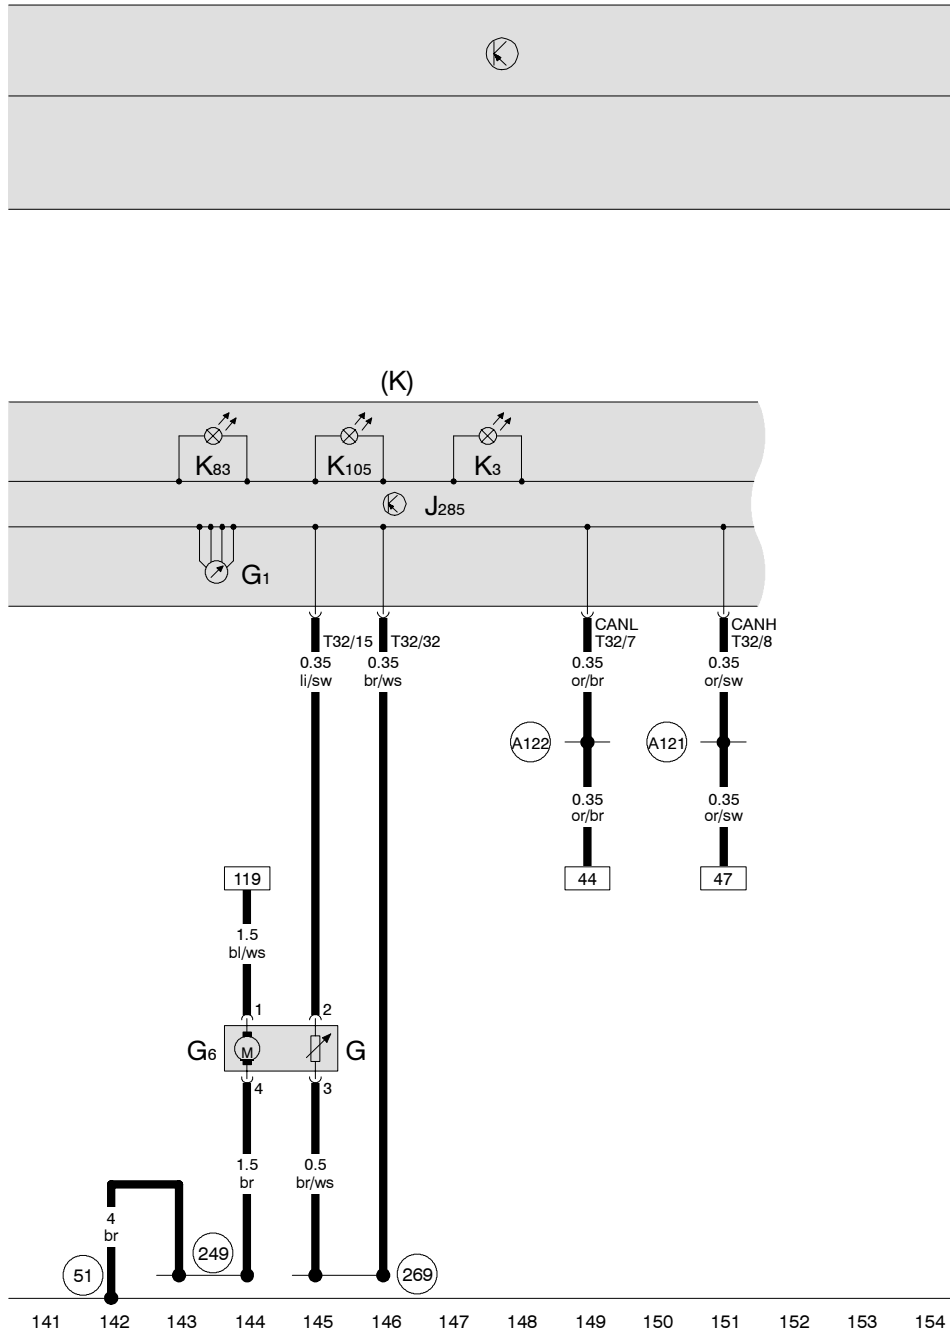 (K)
K83 K105 K3
J285
G1
T32/15 T32/32 CANL CANH
T32/7 T32/8
0.35 0.35 0.35 0.35
li/sw br/ws or/br or/sw
A122 A121
0.35 0.35
or/br or/sw
119 44 47
1.5
bl/ws
1 2
G6 M G
4 3
1.5 0.5
br br/ws
4
br
249
51 269
141 142 143 144 145 146 147 148 149 150 151 152 153 154